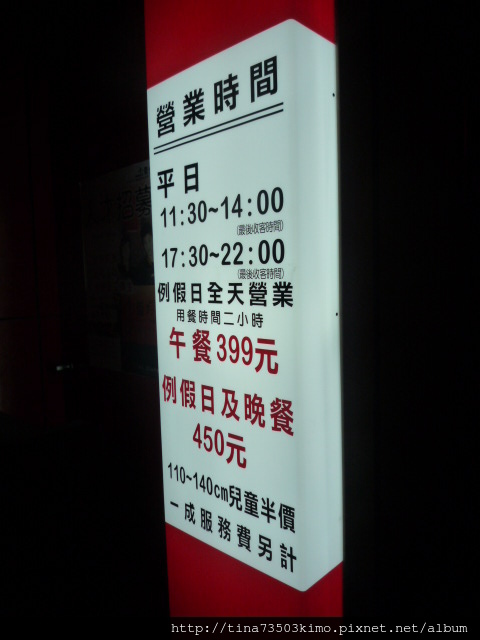 營業時間
平日
11:30~14:00
(最後收客時間)
17:30~22:00
(最後收客時間)
例假日全天營業
用餐時間二小時
午餐399元
例假日及晚餐
450元
110~140cm兒童半價
一成服務費另計
http://tina73503kimo.pixnet.net/album